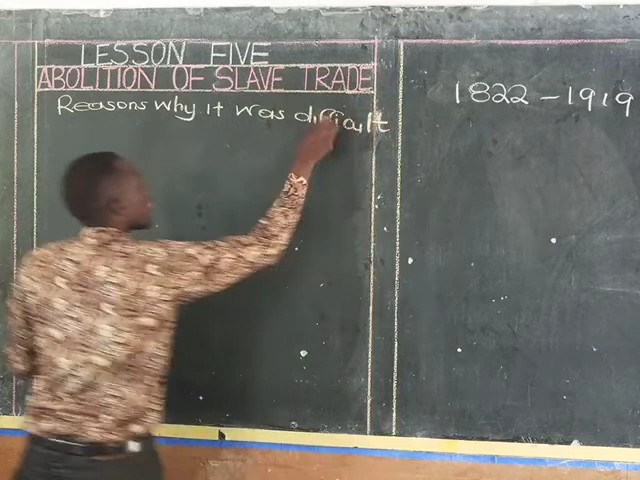 LESSON FIVE
ABOLITION OF SLAVE TRADE
Reasons why it was difficult
1822 - 1919